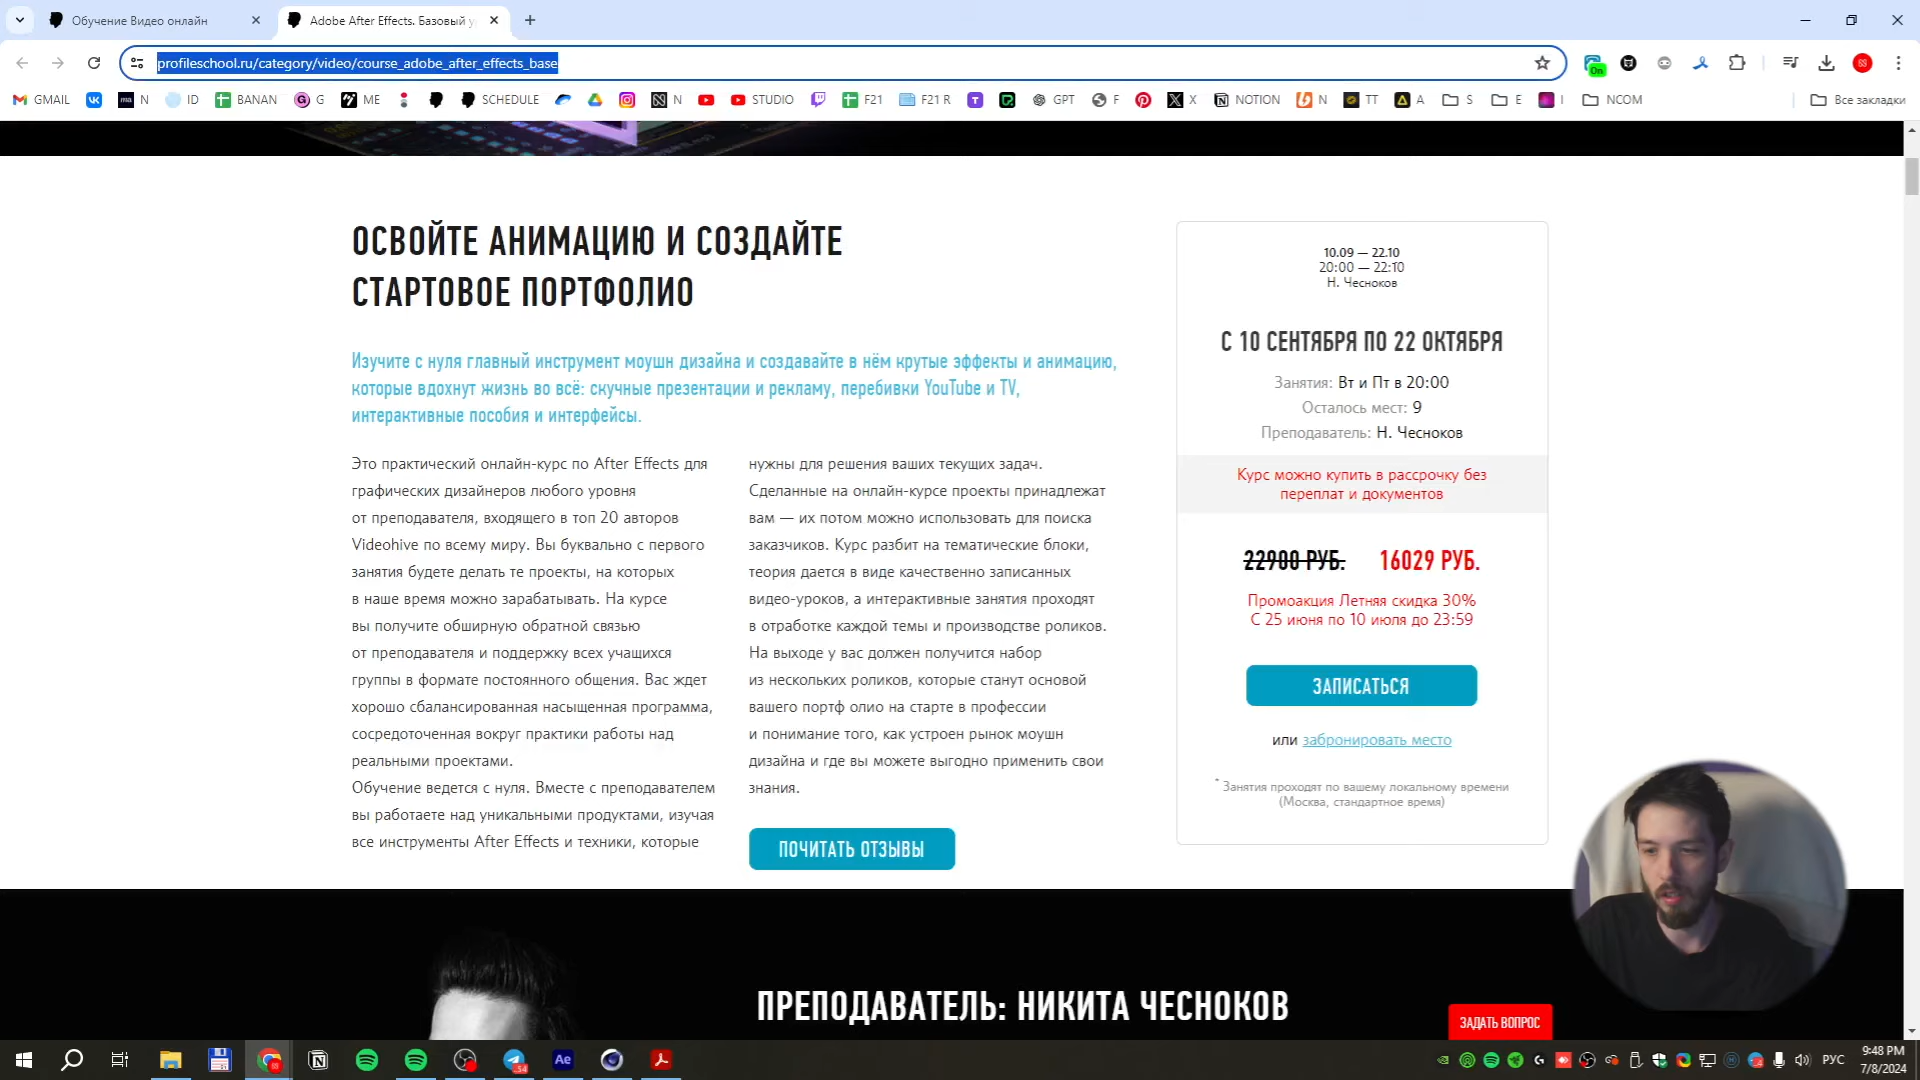 Обучение Видео онлайн
Adobe After Effects. Базовый у
profileschool.ru/category/video/course_adobe_after_effects_base
On
GMAIL
N
ID
BANAN
G
ME
SCHEDULE
N
STUDIO
F21
F21 R
GPT
F
X
NOTION
N
TT
A
S
E
I
NCOM
Все закладки
ОСВОЙТЕ АНИМАЦИЮ И СОЗДАЙТЕ
СТАРТОВОЕ ПОРТФОЛИО
Изучите с нуля главный инструмент моушн дизайна и создавайте в нём крутые эффекты и анимацию,
которые вдохнут жизнь во всё: скучные презентации и рекламу, перебивки YouTube и TV,
интерактивные пособия и интерфейсы.
Это практический онлайн-курс по After Effects для
графических дизайнеров любого уровня
от преподавателя, входящего в топ 20 авторов
Videohive по всему миру. Вы буквально с первого
занятия будете делать те проекты, на которых
в наше время можно зарабатывать. На курсе
вы получите обширную обратной связью
от преподавателя и поддержку всех учащихся
группы в формате постоянного общения. Вас ждет
хорошо сбалансированная насыщенная программа,
сосредоточенная вокруг практики работы над
реальными проектами.
Обучение ведется с нуля. Вместе с преподавателем
вы работаете над уникальными продуктами, изучая
все инструменты After Effects и техники, которые
нужны для решения ваших текущих задач.
Сделанные на онлайн-курсе проекты принадлежат
вам — их потом можно использовать для поиска
заказчиков. Курс разбит на тематические блоки,
теория дается в виде качественно записанных
видео-уроков, а интерактивные занятия проходят
в отработке каждой темы и производстве роликов.
На выходе у вас должен получится набор
из нескольких роликов, которые станут основой
вашего портф олио на старте в профессии
и понимание того, как устроен рынок моушн
дизайна и где вы можете выгодно применить свои
знания.
ПОЧИТАТЬ ОТЗЫВЫ
10.09 — 22.10
20:00 — 22:10
Н. Чесноков
С 10 СЕНТЯБРЯ ПО 22 ОКТЯБРЯ
Занятия: Вт и Пт в 20:00
Осталось мест: 9
Преподаватель: Н. Чесноков
Курс можно купить в рассрочку без
переплат и документов
22900 РУБ. 16029 РУБ.
Промоакция Летняя скидка 30%
С 25 июня по 10 июля до 23:59
ЗАПИСАТЬСЯ
или забронировать место
* Занятия проходят по вашему локальному времени
(Москва, стандартное время)
ПРЕПОДАВАТЕЛЬ: НИКИТА ЧЕСНОКОВ
ЗАДАТЬ ВОПРОС
Ae
РУС
9:48 PM
7/8/2024